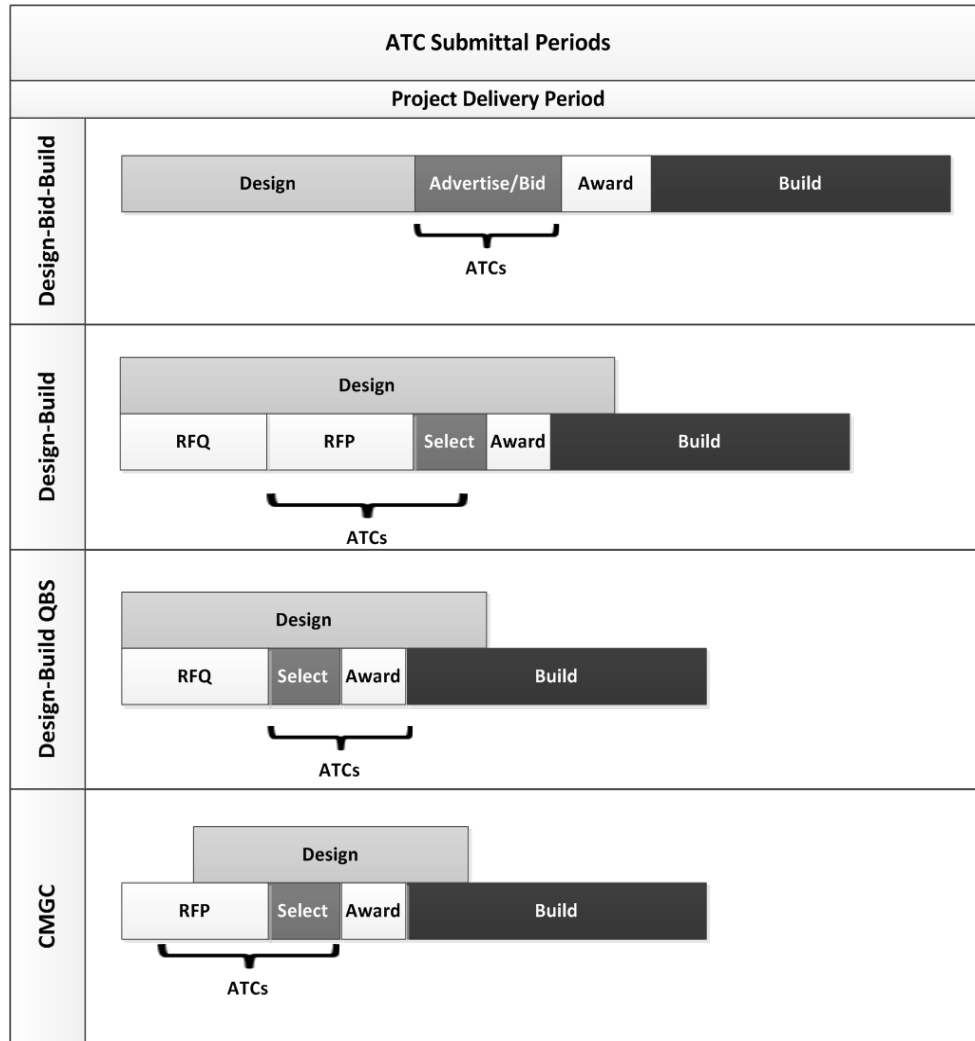 ATC Submittal Periods
Project Delivery Period
Design-Bid-Build
Design
Advertise/Bid
Award
Build
ATCs
Design-Build
Design
RFQ
RFP
Select
Award
Build
ATCs
Design-Build QBS
Design
RFQ
Select
Award
Build
ATCs
CMGC
Design
RFP
Select
Award
Build
ATCs